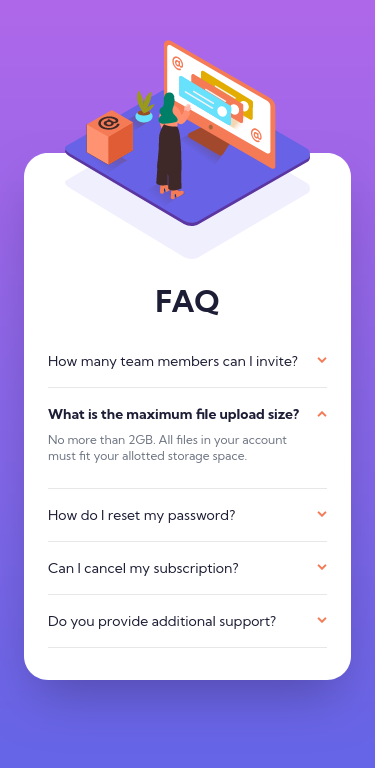 @
@
@
FAQ
How many team members can I invite?
What is the maximum file upload size?
No more than 2GB. All files in your account
must fit your allotted storage space.
How do I reset my password?
Can I cancel my subscription?
Do you provide additional support?